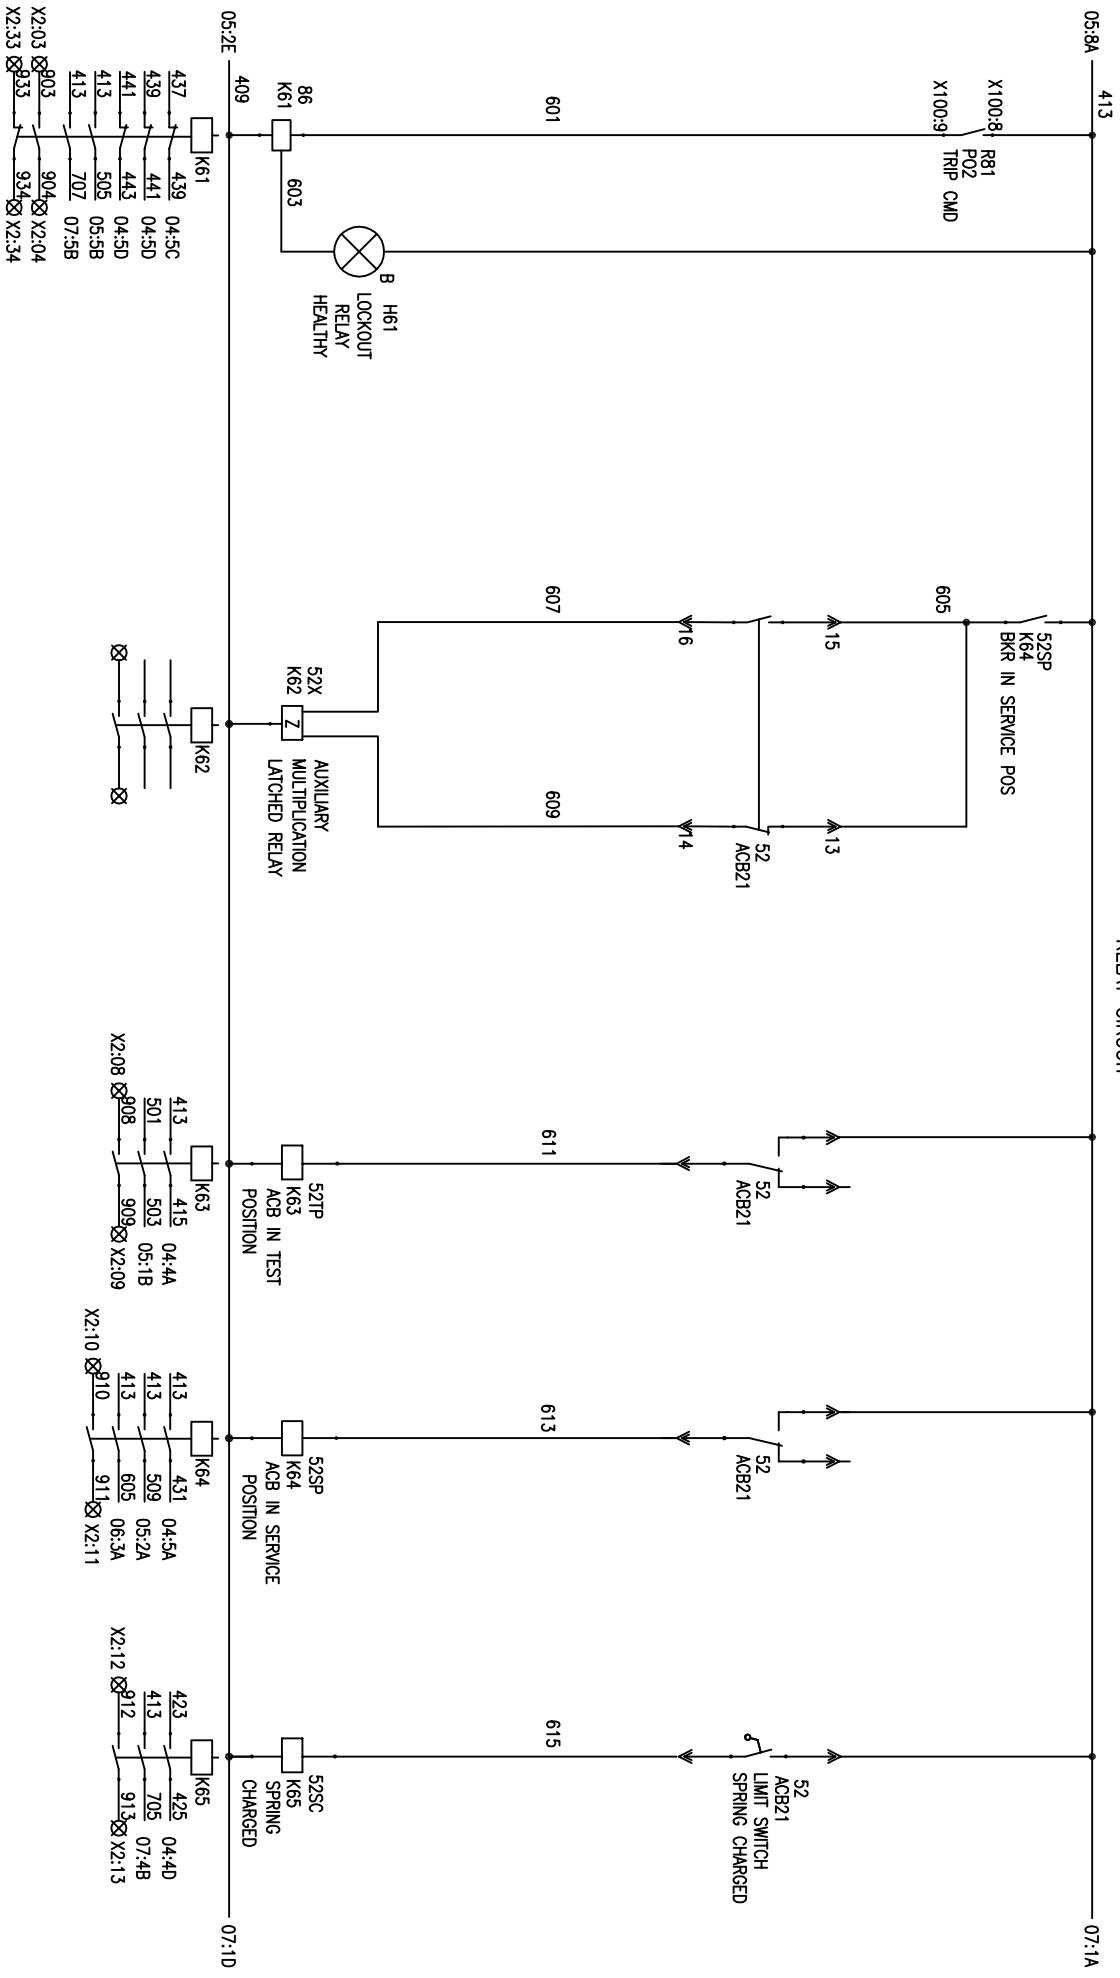 05:8A
413
07:1A
X100:8
X100:9
R81
PO2
TRIP CMD
601
86
K61
603
B
H61
LOCKOUT
RELAY
HEALTHY
52SP
K64
BKR IN SERVICE POS
605
15
13
52
ACB21
16
14
607
609
52X
K62
Z
AUXILIARY
MULTIPLICATION
LATCHED RELAY
52
ACB21
611
52TP
K63
ACB IN TEST
POSITION
52
ACB21
613
52SP
K64
ACB IN SERVICE
POSITION
52
ACB21
LIMIT SWITCH
SPRING CHARGED
615
52SC
K65
SPRING
CHARGED
05:2E
409
07:1D
K61
437 439 04:5C
439 441 04:5D
441 443 04:5D
413 505 05:5B
413 707 07:5B
X2:03 903 904 X2:04
X2:33 933 934 X2:34
K62
K63
413 415 04:4A
501 503 05:1B
X2:08 908 909 X2:09
K64
413 431 04:5A
413 509 05:2A
413 605 06:3A
X2:10 910 911 X2:11
K65
423 425 04:4D
413 705 07:4B
X2:12 912 913 X2:13